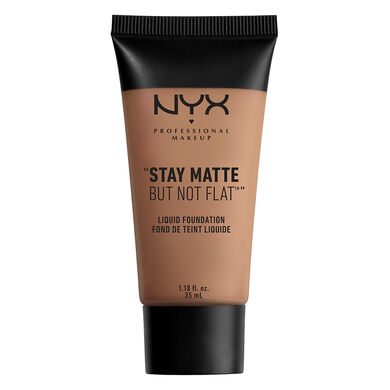 NYX
PROFESSIONAL
MAKEUP
"STAY MATTE
BUT NOT FLAT™"
LIQUID FOUNDATION
FOND DE TEINT LIQUIDE
1.18 fl. oz.
35 mL